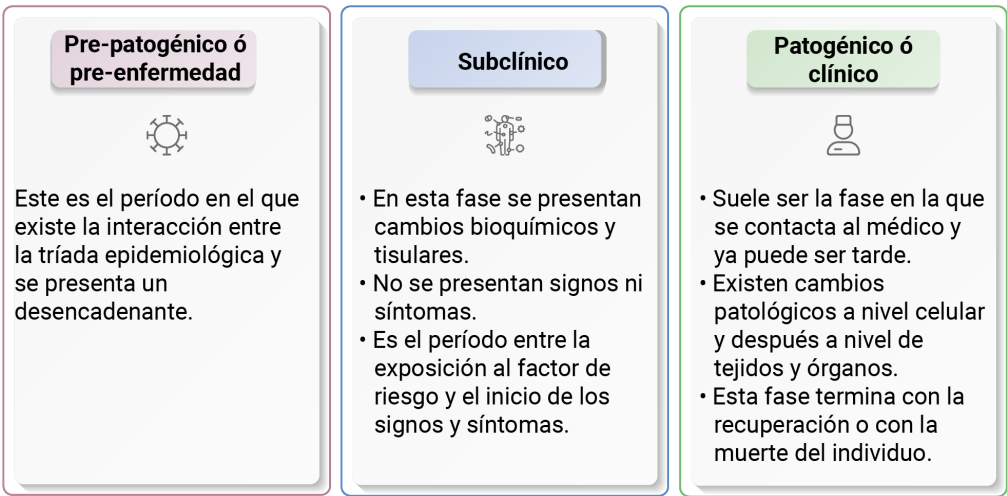 Pre-patogénico ó
pre-enfermedad
Este es el período en el que
existe la interacción entre
la tríada epidemiológica y
se presenta un
desencadenante.
Subclínico
• En esta fase se presentan
cambios bioquímicos y
tisulares.
• No se presentan signos ni
síntomas.
• Es el período entre la
exposición al factor de
riesgo y el inicio de los
signos y síntomas.
Patogénico ó
clínico
• Suele ser la fase en la que
se contacta al médico y
ya puede ser tarde.
• Existen cambios
patológicos a nivel celular
y después a nivel de
tejidos y órganos.
• Esta fase termina con la
recuperación o con la
muerte del individuo.